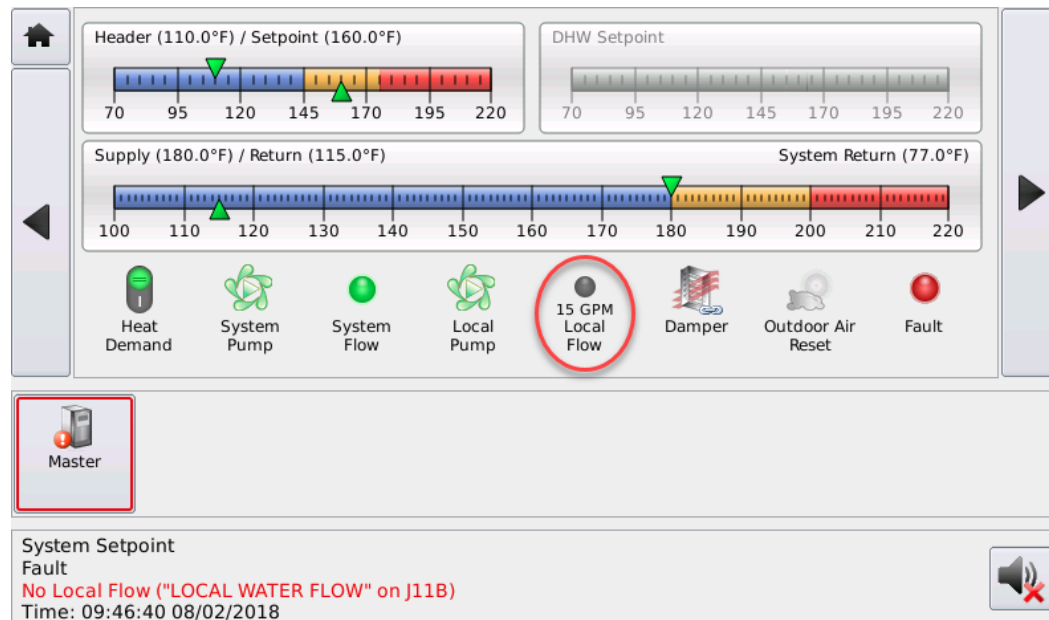 Header (110.0°F) / Setpoint (160.0°F)
70 95 120 145 170 195 220
DHW Setpoint
70 95 120 145 170 195 220
Supply (180.0°F) / Return (115.0°F) System Return (77.0°F)
100 110 120 130 140 150 160 170 180 190 200 210 220
Heat
Demand
System
Pump
System
Flow
Local
Pump
15 GPM
Local
Flow
Damper
Outdoor Air
Reset
Fault
Master
System Setpoint
Fault
No Local Flow ("LOCAL WATER FLOW" on J11B)
Time: 09:46:40 08/02/2018